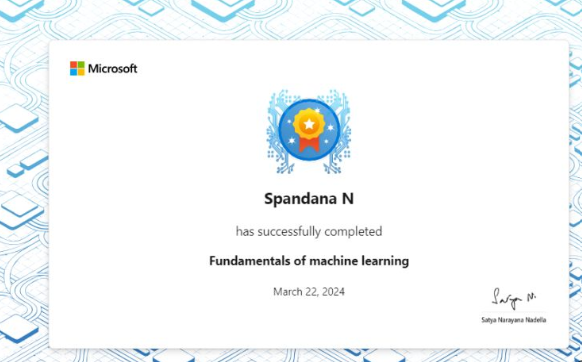 Microsoft
Spandana N
has successfully completed
Fundamentals of machine learning
March 22, 2024
Satya N.
Satya Narayana Nadella